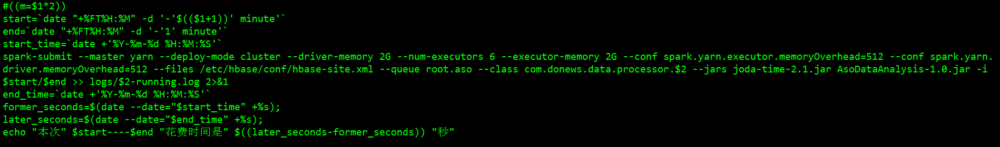 #((m=$1*2))
start=`date "+%FT%H:%M" -d '-'$(($1+1))' minute'`
end=`date "+%FT%H:%M" -d '-'1' minute'`
start_time=`date +'%Y-%m-%d %H:%M:%S'`
spark-submit --master yarn --deploy-mode cluster --driver-memory 2G --num-executors 6 --executor-memory 2G --conf spark.yarn.executor.memoryOverhead=512 --conf spark.yarn.
driver.memoryOverhead=512 --files /etc/hbase/conf/hbase-site.xml --queue root.aso --class com.donews.data.processor.$2 --jars joda-time-2.1.jar AsoDataAnalysis-1.0.jar -i
$start/$end >> logs/$2-running.log 2>&1
end_time=`date +'%Y-%m-%d %H:%M:%S'`
former_seconds=$(date --date="$start_time" +%s);
later_seconds=$(date --date="$end_time" +%s);
echo "本次" $start----$end "花费时间是" $((later_seconds-former_seconds)) "秒"